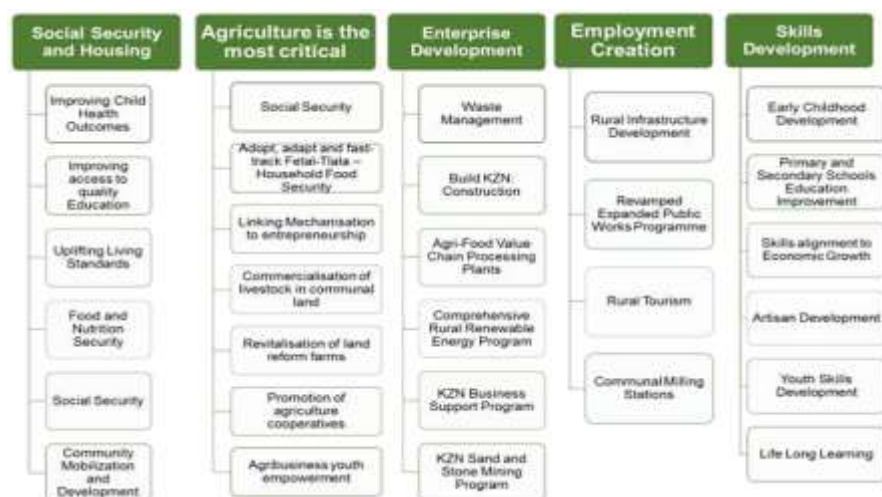 Social Security
and Housing
Improving Child
Health
Outcomes
Improving
access to
quality
Education
Uplifting Living
Standards
Food and
Nutrition
Security
Social Security
Community
Mobilization
and
Development
Agriculture is the
most critical
Social Security
Adopt, adapt and fast-
track Fetal-Tlala –
Household Food
Security
Linking Mechanisation
to entrepreneurship
Commercialisation of
livestock in communal
land
Revitalisation of land
reform farms
Promotion of
agriculture
cooperatives
Agribusiness youth
empowerment
Enterprise
Development
Waste
Management
Build KZN:
Construction
Agri-Food Value
Chain Processing
Plants
Comprehensive
Rural Renewable
Energy Program
KZN Business
Support Program
KZN Sand and
Stone Mining
Program
Employment
Creation
Rural Infrastructure
Development
Revamped
Expanded Public
Works Programme
Rural Tourism
Communal Milling
Stations
Skills
Development
Early Childhood
Development
Primary and
Secondary Schools
Education
Improvement
Skills alignment to
Economic Growth
Artisan Development
Youth Skills
Development
Life Long Learning